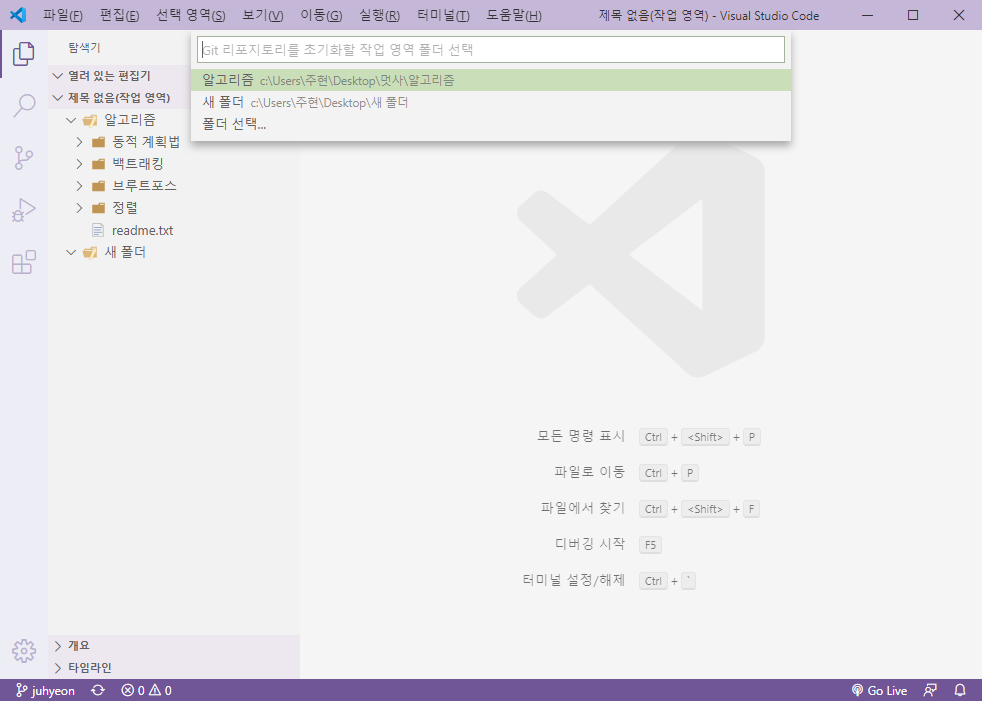 파일(F) 편집(E) 선택 영역(S) 보기(V) 이동(G) 실행(R) 터미널(T) 도움말(H) 제목 없음(작업 영역) - Visual Studio Code
탐색기
Git 리포지토리를 초기화할 작업 영역 폴더 선택
알고리즘 c:\Users\주현\Desktop\멋사\알고리즘
새 폴더 c:\Users\주현\Desktop\새 폴더
폴더 선택...
열려 있는 편집기
제목 없음(작업 영역)
알고리즘
동적 계획법
백트래킹
브루트포스
정렬
readme.txt
새 폴더
모든 명령 표시 Ctrl + <Shift> + P
파일로 이동 Ctrl + P
파일에서 찾기 Ctrl + <Shift> + F
디버깅 시작 F5
터미널 설정/해제 Ctrl + `
개요
타임라인
juhyeon 0 0 Go Live